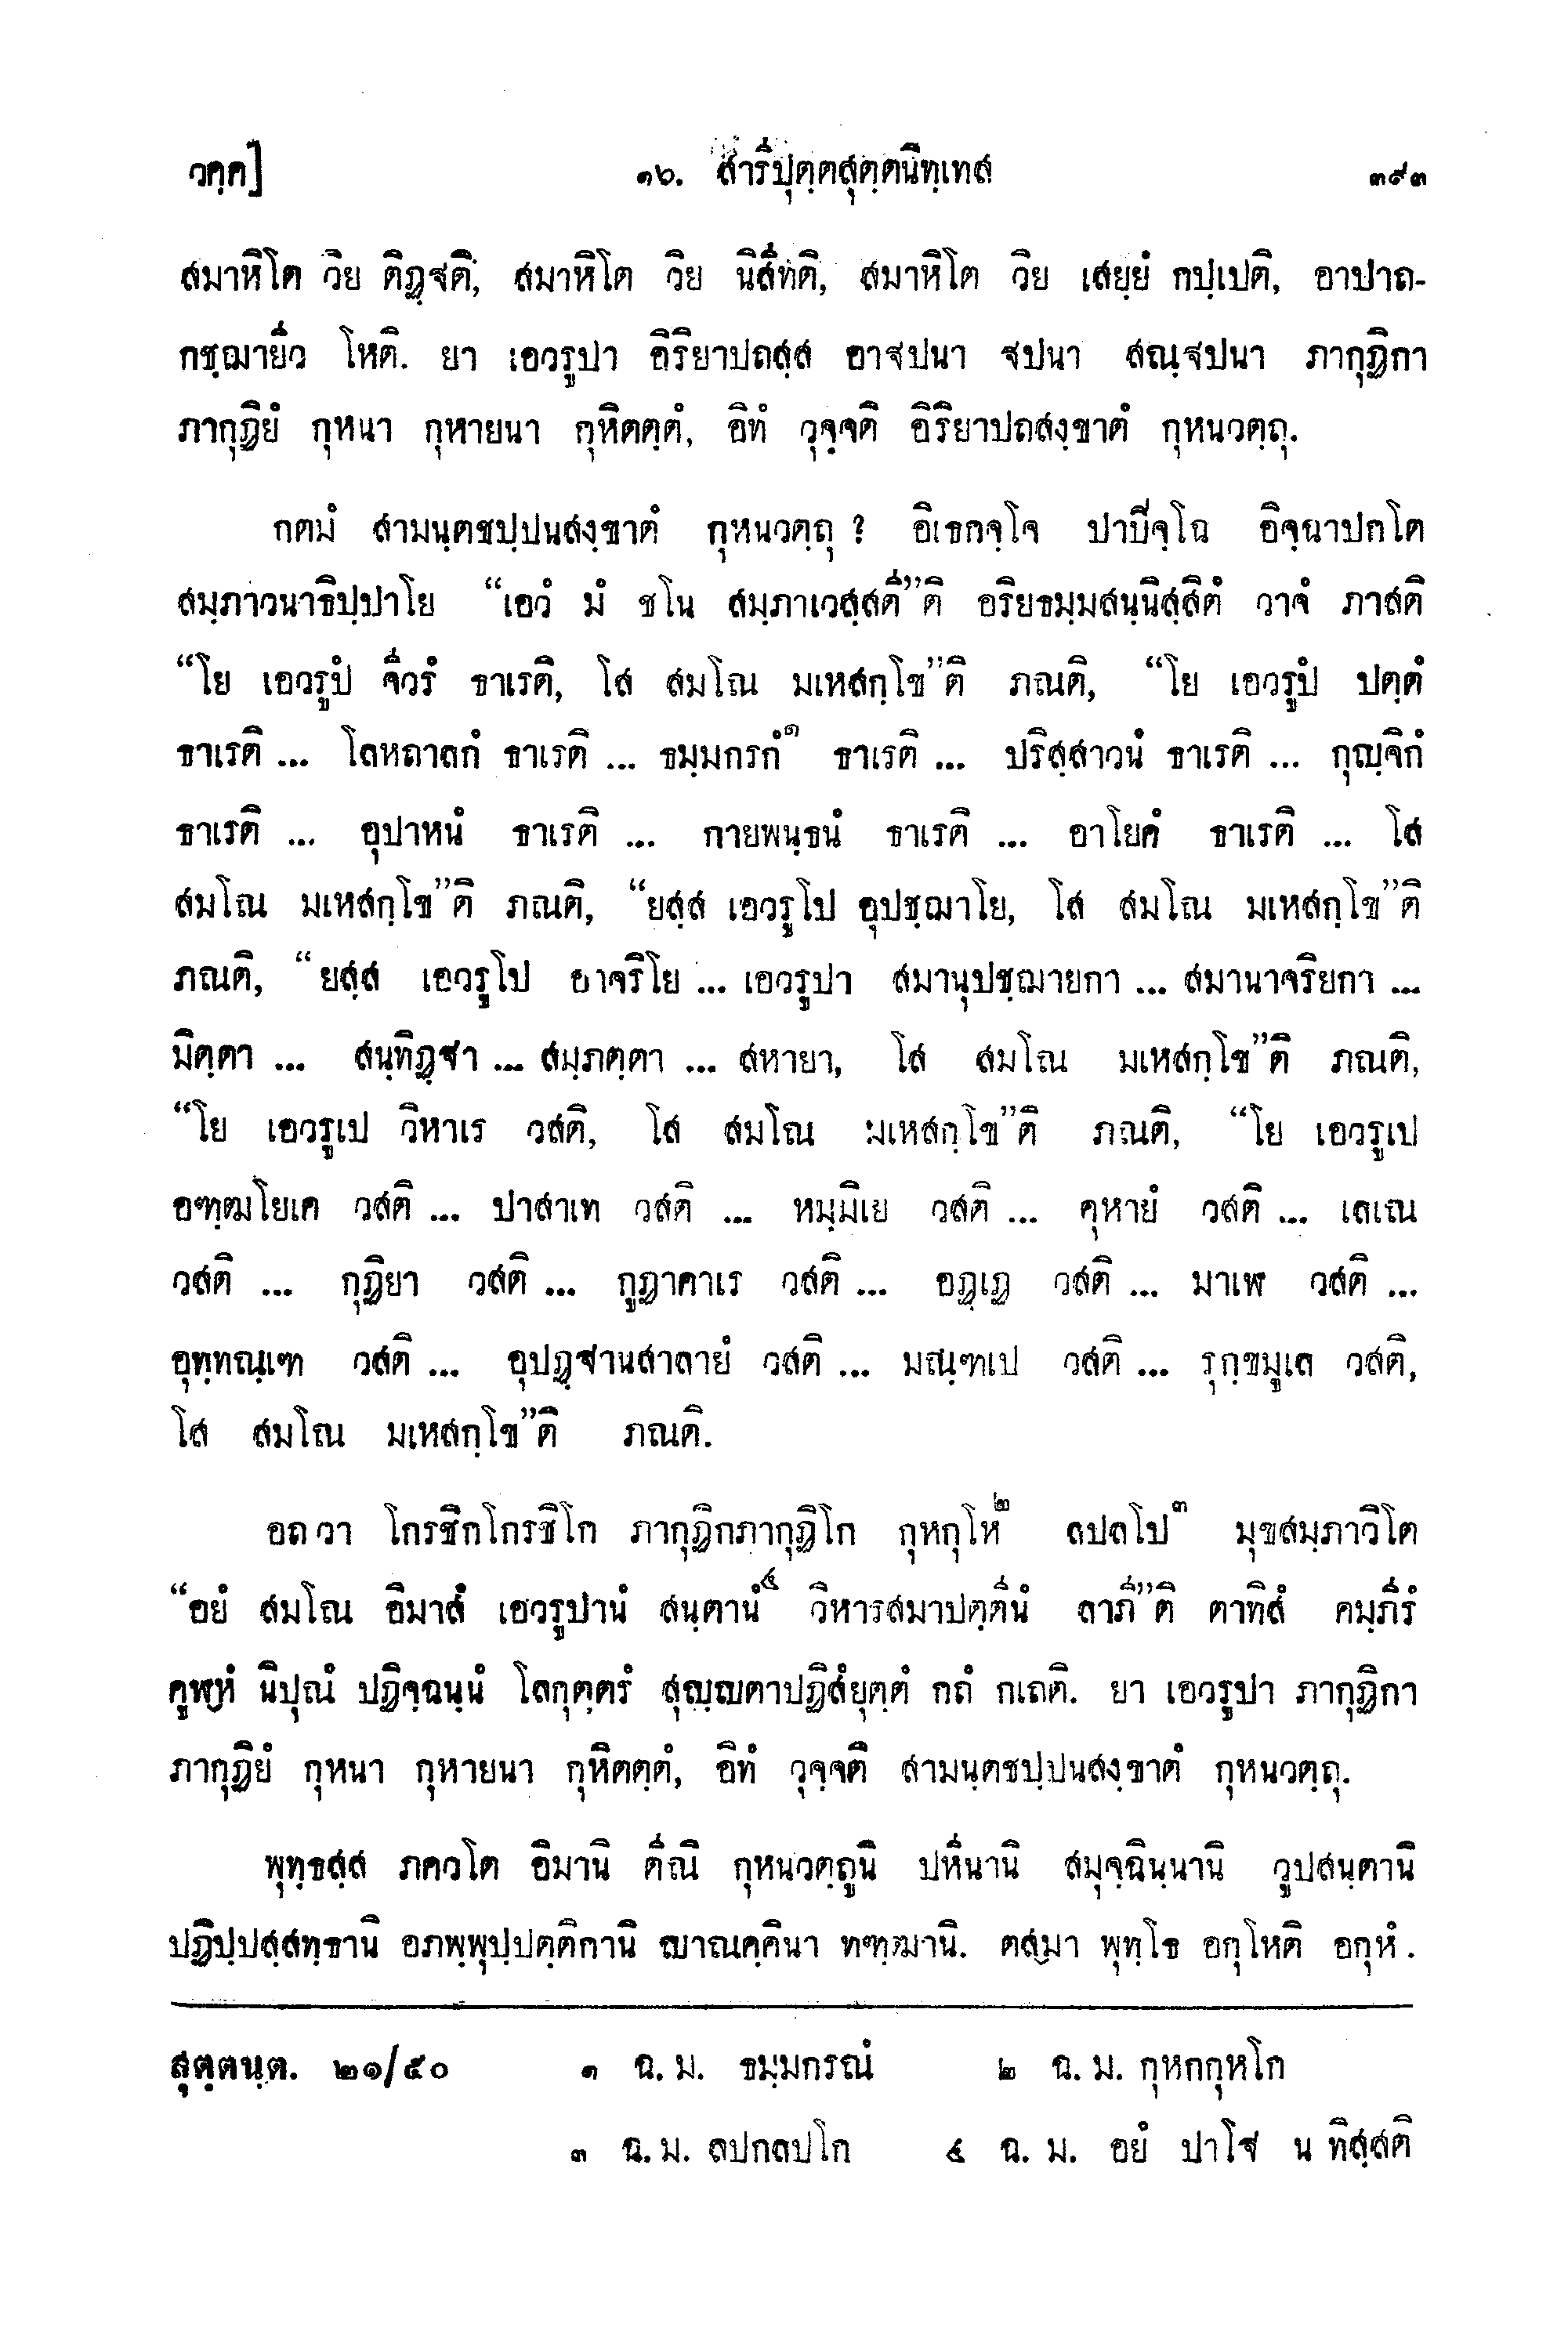 วคฺค]
๑๖. สารีปุตฺตสุตฺตนิทฺเทส
๓๙๓
สมาหิโต วิย ติฏฺฐติ, สมาหิโต วิย นิสีทติ, สมาหิโต วิย เสยฺยํ กปฺเปติ, อาปาถ-
กชฺฌายีว โหติ. ยา เอวรูปา อิริยาปถสฺส อาฐปนา ฐปนา สณฺฐปนา ภากุฏิกา
ภากุฏิยํ กุหนา กุหายนา กุหิตตฺตํ, อิทํ วุจฺจติ อิริยาปถสงฺขาตํ กุหนวตฺถุ.
กตมํ สามนฺตชปฺปนสงฺขาตํ กุหนวตฺถุ ? อิเธกจฺโจ ปาปิจฺโฉ อิจฺฉาปกโต
สมฺภาวนาธิปฺปาโย “เอวํ มํ ชโน สมฺภาเวสฺสตี”ติ อริยธมฺมสนฺนิสฺสิตํ วาจํ ภาสติ
“โย เอวรูปํ จีวรํ ธาเรติ, โส สมโณ มเหสกฺโข”ติ ภณติ, “โย เอวรูปํ ปตฺตํ
ธาเรติ ... โลหถาลกํ ธาเรติ ... ธมฺมกรกํ๑ ธาเรติ ... ปริสฺสาวนํ ธาเรติ ... กุญฺจิกํ
ธาเรติ ... อุปาหนํ ธาเรติ ... กายพนฺธนํ ธาเรติ ... อาโยคํ ธาเรติ ... โส
สมโณ มเหสกฺโข”ติ ภณติ, “ยสฺส เอวรูโป อุปชฺฌาโย, โส สมโณ มเหสกฺโข”ติ
ภณติ, “ยสฺส เอวรูโป อาจริโย ... เอวรูปา สมานุปชฺฌายกา ... สมานาจริยกา ...
มิตฺตา ... สนฺทิฏฺฐา ... สมฺภตฺตา ... สหายา, โส สมโณ มเหสกฺโข”ติ ภณติ,
“โย เอวรูเป วิหาเร วสติ, โส สมโณ มเหสกฺโข”ติ ภณติ, “โย เอวรูเป
อฑฺฒโยเค วสติ ... ปาสาเท วสติ ... หมฺมิเย วสติ ... คุหายํ วสติ ... เลเณ
วสติ ... กุฏิยา วสติ ... กูฏาคาเร วสติ ... อฏฺเฏ วสติ ... มาเฬ วสติ ...
อุทฺทณฺเฑ วสติ ... อุปฏฺฐานสาลายํ วสติ ... มณฺฑเป วสติ ... รุกฺขมูเล วสติ,
โส สมโณ มเหสกฺโข”ติ ภณติ.
อถ วา โกรชิกโกรชิโก ภากุฏิกภากุฏิโก กุหกุโห๒ ลปลโป๓ มุขสมฺภาวิโต
“อยํ สมโณ อิมาสํ เอวรูปานํ สนฺตานํ๔ วิหารสมาปตฺตีนํ ลาภี”ติ ตาทิสํ คมฺภีรํ
คูฬฺหํ นิปุณํ ปฏิจฺฉนฺนํ โลกุตฺตรํ สุญฺญตาปฏิสํยุตฺตํ กถํ กเถติ. ยา เอวรูปา ภากุฏิกา
ภากุฏิยํ กุหนา กุหายนา กุหิตตฺตํ, อิทํ วุจฺจติ สามนฺตชปฺปนสงฺขาตํ กุหนวตฺถุ.
พุทฺธสฺส ภควโต อิมานิ ตีณิ กุหนวตฺถูนิ ปหีนานิ สมุจฺฉินฺนานิ วูปสนฺตานิ
ปฏิปฺปสฺสทฺธานิ อภพฺพุปฺปตฺติกานิ ญาณคฺคินา ทฑฺฒานิ. ตสฺมา พุทฺโธ อกุโหติ อกุหํ.
สุตฺตนฺต. ๒๑/๕๐
๑ ฉ. ม. ธมฺมกรณํ
๒ ฉ. ม. กุหกกุหโก
๓ ฉ. ม. ลปกลปโก
๔ ฉ. ม. อยํ ปาโฐ น ทิสฺสติ